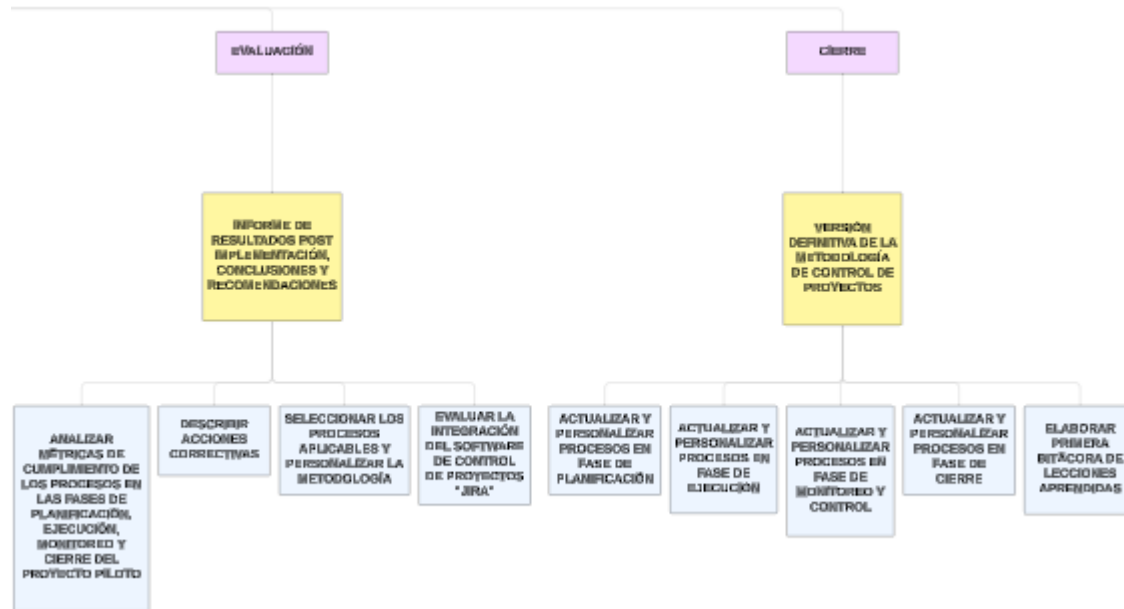 EVALUACIÓN
CIERRE
INFORME DE
RESULTADOS POST
IMPLEMENTACIÓN,
CONCLUSIONES Y
RECOMENDACIONES
VERSIÓN
DEFINITIVA DE LA
METODOLOGÍA
DE CONTROL DE
PROYECTOS
ANALIZAR
MÉTRICAS DE
CUMPLIMIENTO DE
LOS PROCESOS EN
LAS FASES DE
PLANIFICACIÓN,
EJECUCIÓN,
MONITOREO Y
CIERRE DEL
PROYECTO PILOTO
DESCRIBIR
ACCIONES
CORRECTIVAS
SELECCIONAR LOS
PROCESOS
APLICABLES Y
PERSONALIZAR LA
METODOLOGÍA
EVALUAR LA
INTEGRACIÓN
DEL SOFTWARE
DE CONTROL
DE PROYECTOS
"JIRA"
ACTUALIZAR Y
PERSONALIZAR
PROCESOS EN
FASE DE
PLANIFICACIÓN
ACTUALIZAR Y
PERSONALIZAR
PROCESOS EN
FASE DE
EJECUCIÓN
ACTUALIZAR Y
PERSONALIZAR
PROCESOS EN
FASE DE
MONITOREO Y
CONTROL
ACTUALIZAR Y
PERSONALIZAR
PROCESOS EN
FASE DE
CIERRE
ELABORAR
PRIMERA
BITÁCORA DE
LECCIONES
APRENDIDAS